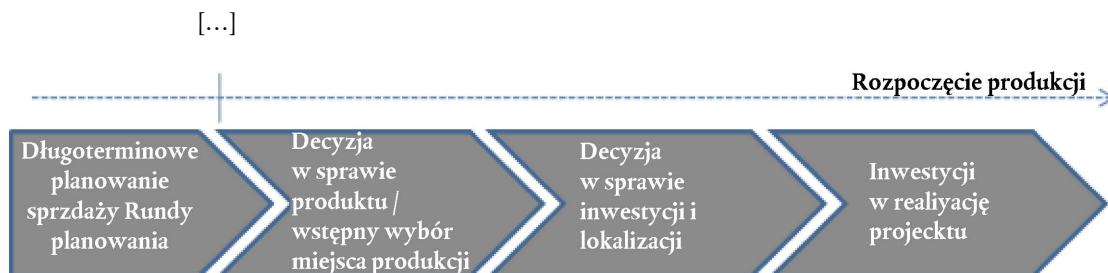 [...]
Rozpoczęcie produkcji
Długoterminowe
planowanie
sprzdaży Rundy
planowania
Decyzja
w sprawie
produktu /
wstępny wybór
miejsca produkcji
Decyzja
w sprawie
inwestycji i
lokalizacji
Inwestycji
w realiyację
projecktu